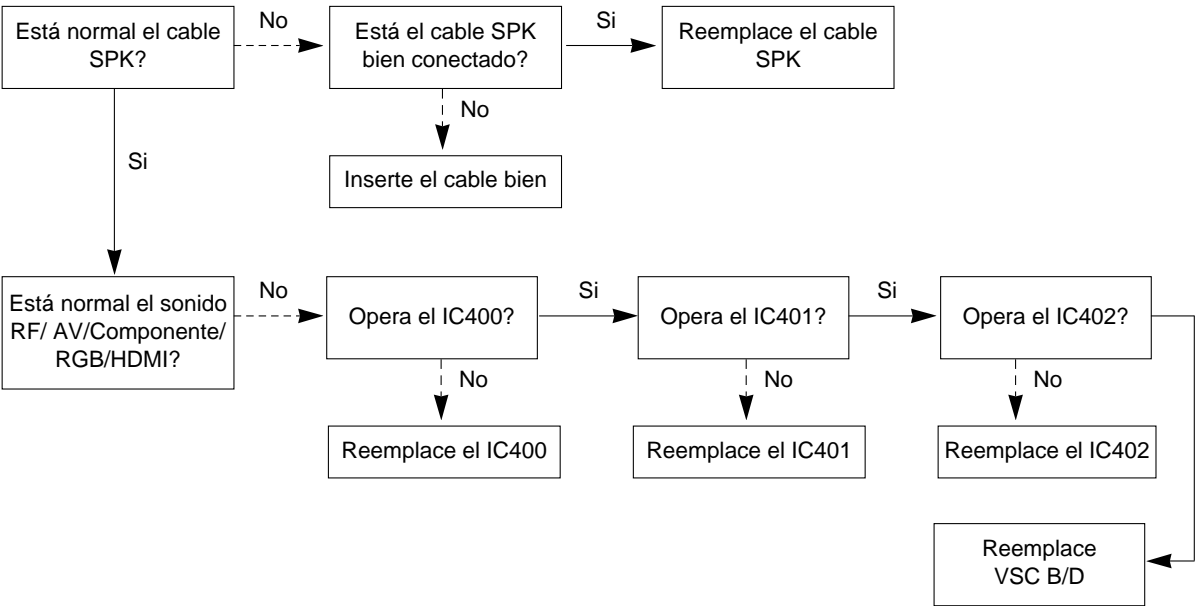 Está normal el cable
SPK?
No
Está el cable SPK
bien conectado?
Si
Reemplace el cable
SPK
No
Inserte el cable bien
Si
Está normal el sonido
RF/ AV/Componente/
RGB/HDMI?
No
Opera el IC400?
Si
Opera el IC401?
Si
Opera el IC402?
No
No
No
Reemplace el IC400
Reemplace el IC401
Reemplace el IC402
Reemplace
VSC B/D